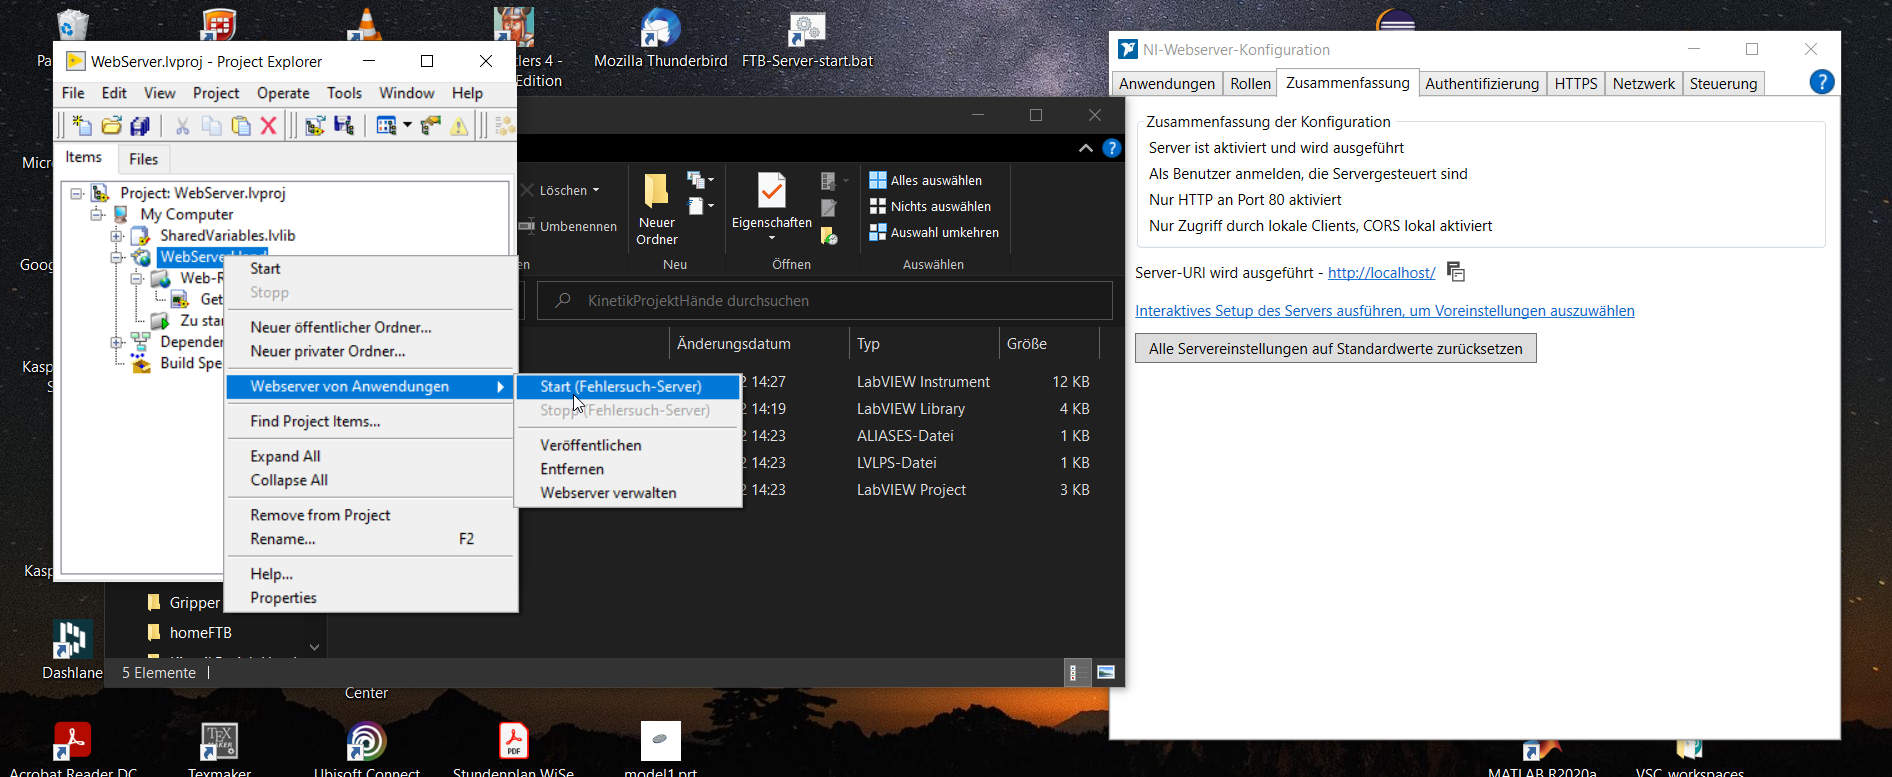 Mozilla Thunderbird
FTB-Server-start.bat
tlers 4 -
Edition
WebServer.lvproj - Project Explorer
File Edit View Project Operate Tools Window Help
Items Files
Project: WebServer.lvproj
My Computer
SharedVariables.lvlib
Web-R
Get
Zu star
Depender
Build Spe
Start
Stopp
Neuer öffentlicher Ordner...
Neuer privater Ordner...
Webserver von Anwendungen
Find Project Items...
Expand All
Collapse All
Remove from Project
Rename... F2
Help...
Properties
Start (Fehlersuch-Server)
Stopp (Fehlersuch-Server)
Veröffentlichen
Entfernen
Webserver verwalten
Löschen
Umbenennen
Neuer
Ordner
Neu
Eigenschaften
Öffnen
Alles auswählen
Nichts auswählen
Auswahl umkehren
Auswählen
KinetikProjektHände durchsuchen
Änderungsdatum Typ Größe
2 14:27 LabVIEW Instrument 12 KB
2 14:19 LabVIEW Library 4 KB
2 14:23 ALIASES-Datei 1 KB
2 14:23 LVLPS-Datei 1 KB
2 14:23 LabVIEW Project 3 KB
Gripper
homeFTB
5 Elemente
NI-Webserver-Konfiguration
Anwendungen Rollen Zusammenfassung Authentifizierung HTTPS Netzwerk Steuerung
Zusammenfassung der Konfiguration
Server ist aktiviert und wird ausgeführt
Als Benutzer anmelden, die Servergesteuert sind
Nur HTTP an Port 80 aktiviert
Nur Zugriff durch lokale Clients, CORS lokal aktiviert
Server-URI wird ausgeführt - http://localhost/
Interaktives Setup des Servers ausführen, um Voreinstellungen auszuwählen
Alle Servereinstellungen auf Standardwerte zurücksetzen
Pa
Micr
Goo
Kasp
S
Kasp
Dashlane
Center
Acrobat Reader DC
Texmaker
Ubisoft Connect
PDF
Stundenplan WiSe
model1.prt
MATLAB R2020a
VSC workspaces